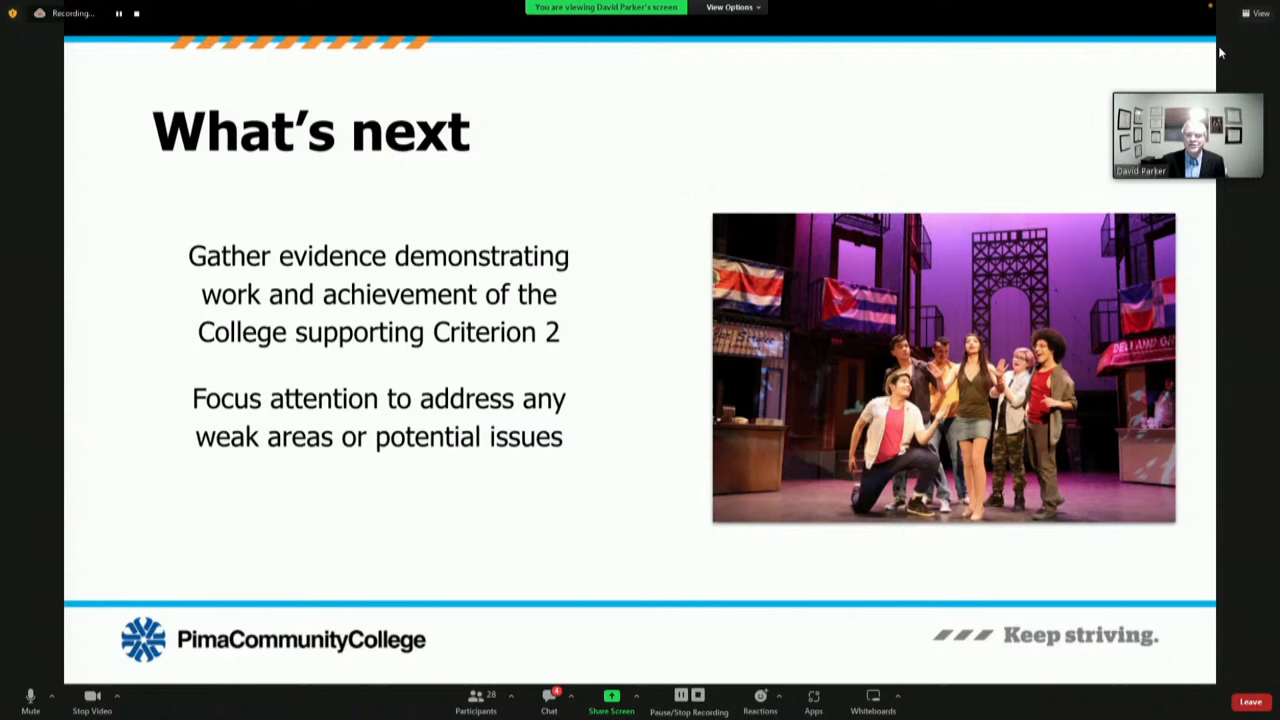 Recording...
You are viewing David Parker's screen
View Options
View
What's next
David Parker
Gather evidence demonstrating
work and achievement of the
College supporting Criterion 2
Focus attention to address any
weak areas or potential issues
PimaCommunityCollege
Keep striving.
Mute
Stop Video
28
Participants
4
Chat
Share Screen
Pause/Stop Recording
Reactions
Apps
Whiteboards
Leave